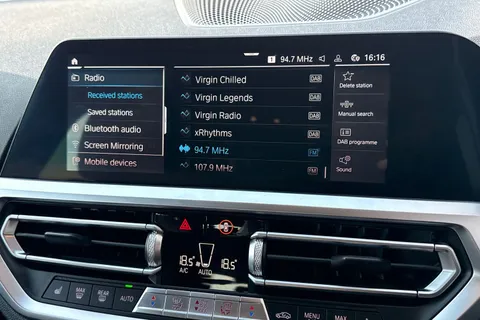 1 94.7 MHz 16:16
Radio
Received stations
Saved stations
Bluetooth audio
Screen Mirroring
Mobile devices
Virgin Chilled DAB
Virgin Legends DAB
Virgin Radio DAB
xRhythms DAB
94.7 MHz FM
107.9 MHz FM
Delete station
Manual search
DAB programme
Sound
18.5° 18.5°
A/C AUTO
MAX REAR AUTO
MENU